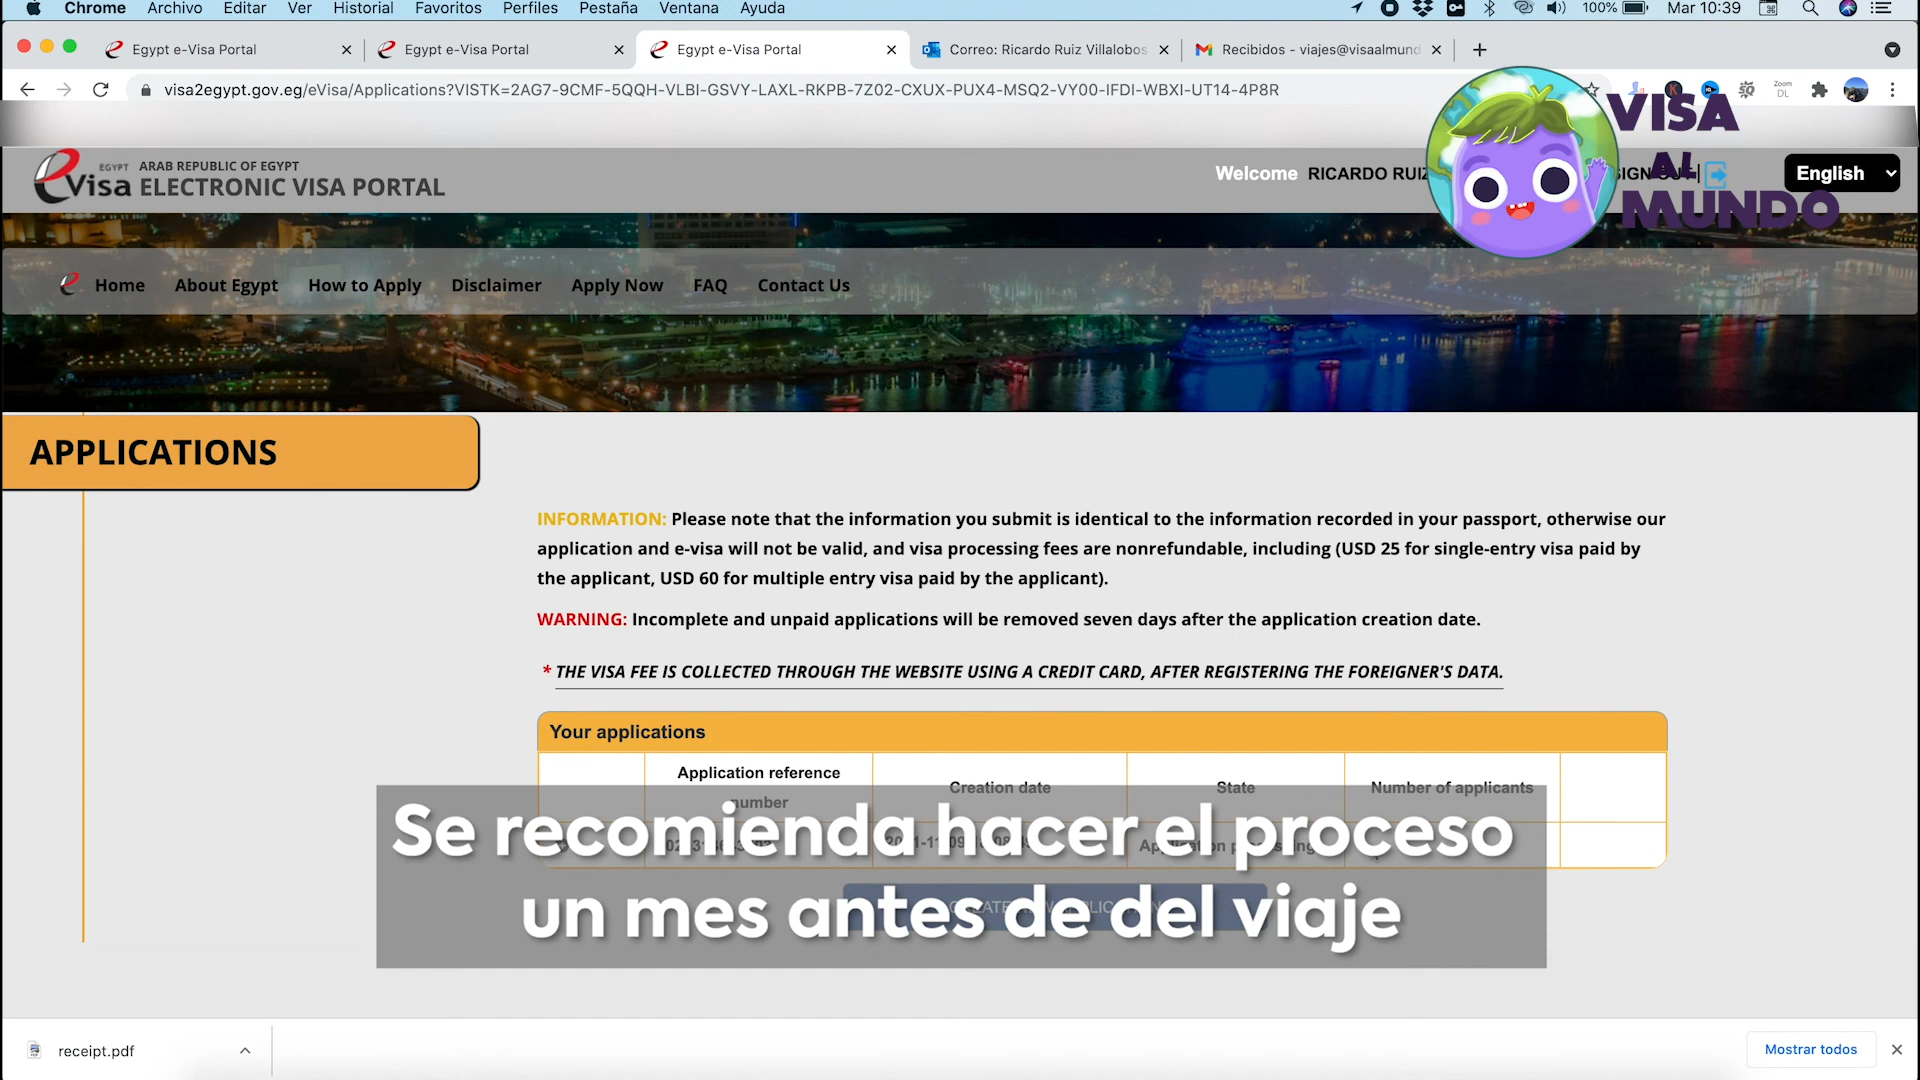 Chrome Archivo Editar Ver Historial Favoritos Perfiles Pestaña Ventana Ayuda 100% Mar 10:39
Egypt e-Visa Portal Egypt e-Visa Portal Egypt e-Visa Portal Correo: Ricardo Ruiz Villalobos Recibidos - viajes@visaalmund
visa2egypt.gov.eg/eVisa/Applications?VISTK=2AG7-9CMF-5QQH-VLBI-GSVY-LAXL-RKPB-7Z02-CXUX-PUX4-MSQ2-VY00-IFDI-WBXI-UT14-4P8R
Zoom
DL
VISA
AL
MUNDO
EGYPT
eVisa
ARAB REPUBLIC OF EGYPT
ELECTRONIC VISA PORTAL
Welcome RICARDO RUIZ SIGN OUT English
Home About Egypt How to Apply Disclaimer Apply Now FAQ Contact Us
APPLICATIONS
INFORMATION: Please note that the information you submit is identical to the information recorded in your passport, otherwise our
application and e-visa will not be valid, and visa processing fees are nonrefundable, including (USD 25 for single-entry visa paid by
the applicant, USD 60 for multiple entry visa paid by the applicant).
WARNING: Incomplete and unpaid applications will be removed seven days after the application creation date.
* THE VISA FEE IS COLLECTED THROUGH THE WEBSITE USING A CREDIT CARD, AFTER REGISTERING THE FOREIGNER'S DATA.
Your applications
Application reference
number
Creation date
State
Number of applicants
Se recomienda hacer el proceso
un mes antes de del viaje
receipt.pdf
Mostrar todos